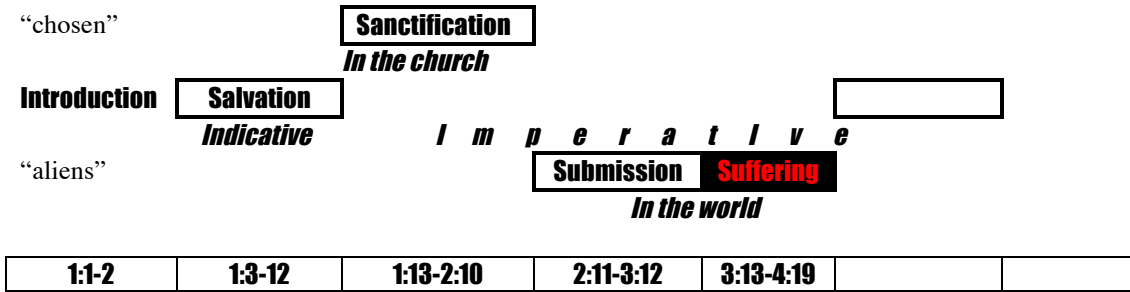 “chosen” Sanctification
In the church
Introduction Salvation
Indicative I m p e r a t I v e
“aliens” Submission Suffering
In the world
1:1-2 1:3-12 1:13-2:10 2:11-3:12 3:13-4:19